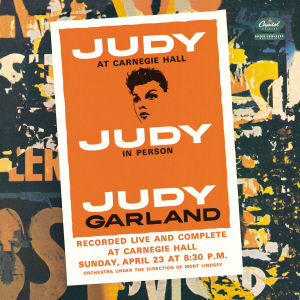 Capitol
JUDY
AT CARNEGIE HALL
JUDY
IN PERSON
JUDY
GARLAND
RECORDED LIVE AND COMPLETE
AT CARNEGIE HALL
SUNDAY, APRIL 23 AT 8:30 P.M.
ORCHESTRA UNDER THE DIRECTION OF MORT LINDSEY